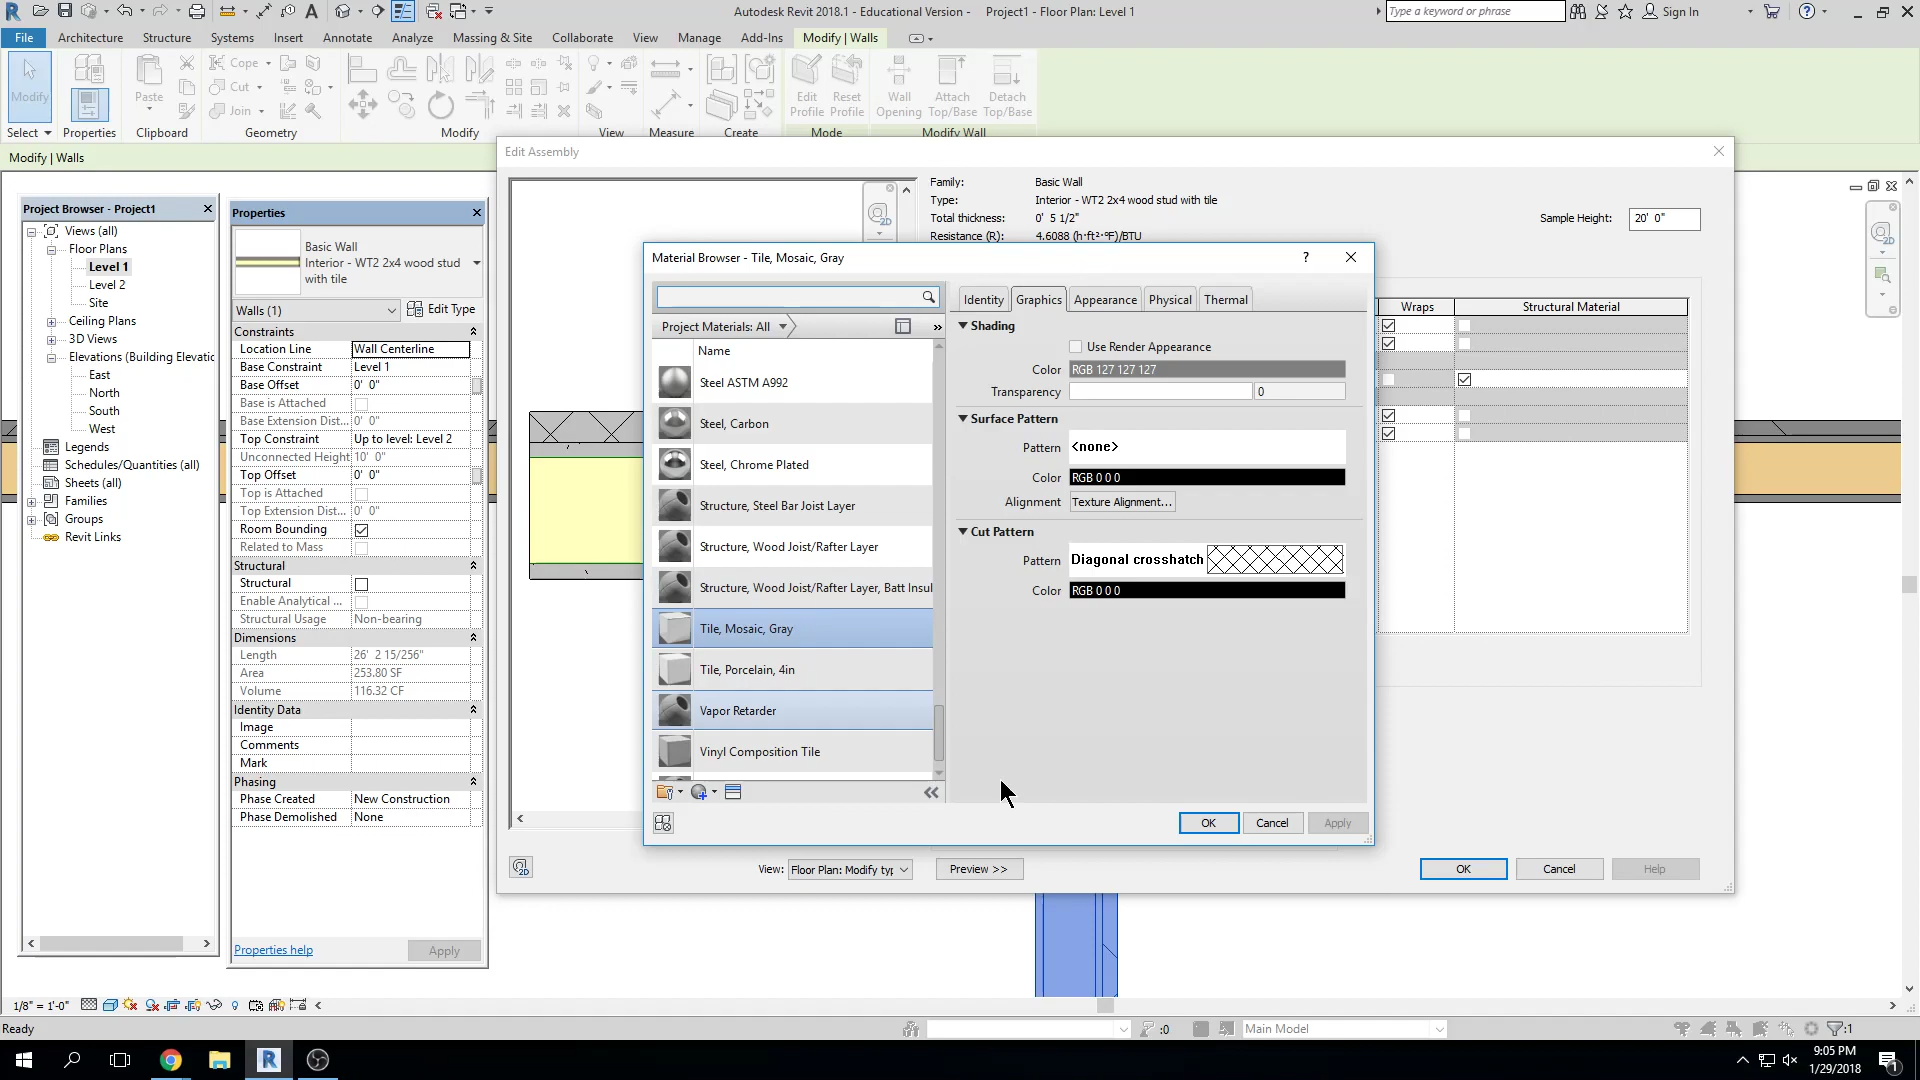 Autodesk Revit 2018.1 - Educational Version - Project1 - Floor Plan: Level 1
Type a keyword or phrase
Sign In
File Architecture Structure Systems Insert Annotate Analyze Massing & Site Collaborate View Manage Add-Ins Modify | Walls
Modify
Paste
Cope
Cut
Join
Edit Profile
Reset Profile
Wall Opening
Attach Top/Base
Detach Top/Base
Select Properties Clipboard Geometry Modify View Measure Create Mode Modify Wall
Modify | Walls
Project Browser - Project1
Views (all)
Floor Plans
Level 1
Level 2
Site
Ceiling Plans
3D Views
Elevations (Building Elevatic
East
North
South
West
Legends
Schedules/Quantities (all)
Sheets (all)
Families
Groups
Revit Links
Properties
Basic Wall
Interior - WT2 2x4 wood stud
with tile
Walls (1)
Edit Type
Constraints
Location Line Wall Centerline
Base Constraint Level 1
Base Offset 0' 0"
Base is Attached
Base Extension Dist...
Top Constraint Up to level: Level 2
Unconnected Height 10' 0"
Top Offset 0' 0"
Top is Attached
Top Extension Dist...
Room Bounding
Related to Mass
Structural
Structural
Enable Analytical ...
Structural Usage Non-bearing
Dimensions
Length 26' 2 15/256"
Area 253.80 SF
Volume 116.32 CF
Identity Data
Image
Comments
Mark
Phasing
Phase Created New Construction
Phase Demolished None
Properties help
Apply
Edit Assembly
Family: Basic Wall
Type: Interior - WT2 2x4 wood stud with tile
Total thickness: 0' 5 1/2"
Resistance (R): 4.6088 (h·ft²·°F)/BTU
Sample Height: 20' 0"
Wraps Structural Material
Material Browser - Tile, Mosaic, Gray
?
Project Materials: All
Name
Steel ASTM A992
Steel, Carbon
Steel, Chrome Plated
Structure, Steel Bar Joist Layer
Structure, Wood Joist/Rafter Layer
Structure, Wood Joist/Rafter Layer, Batt Insul
Tile, Mosaic, Gray
Tile, Porcelain, 4in
Vapor Retarder
Vinyl Composition Tile
Identity Graphics Appearance Physical Thermal
Shading
Use Render Appearance
Color RGB 127 127 127
Transparency 0
Surface Pattern
Pattern <none>
Color RGB 0 0 0
Alignment Texture Alignment...
Cut Pattern
Pattern Diagonal crosshatch
Color RGB 0 0 0
OK Cancel Apply
View: Floor Plan: Modify typ
Preview >>
OK Cancel Help
2D
2D
2D
1/8" = 1'-0"
Ready
:0
Main Model
:1
9:05 PM
1/29/2018
1